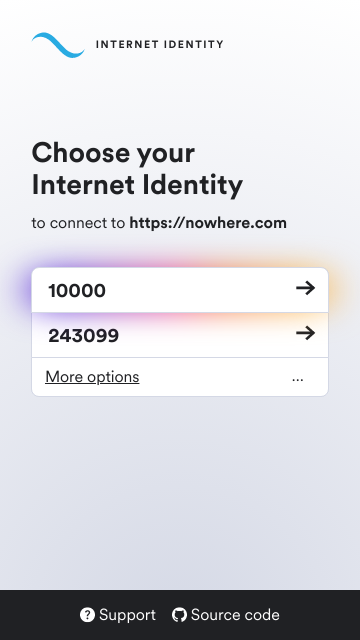 INTERNET IDENTITY
Choose your
Internet Identity
to connect to https://nowhere.com
10000
243099
More options ...
Support Source code